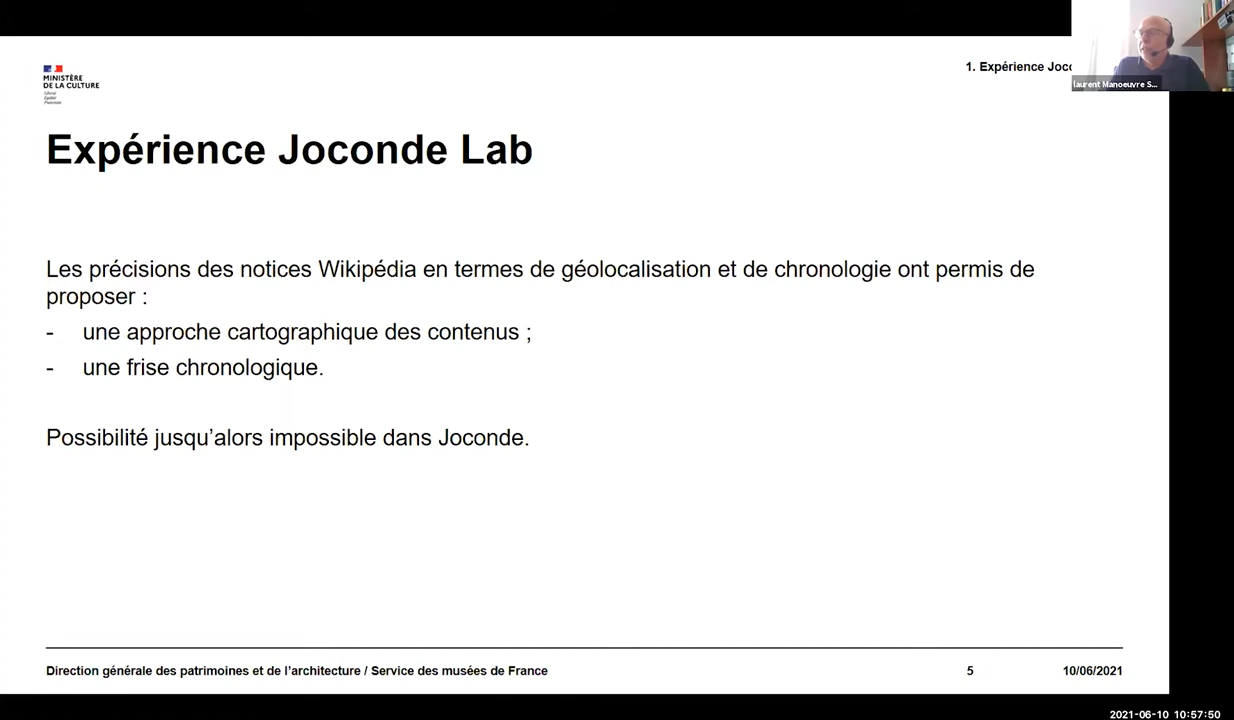 MINISTÈRE
DE LA CULTURE
Liberté
Égalité
Fraternité
1. Expérience Joco
laurent Manoeuvre S...
Expérience Joconde Lab
Les précisions des notices Wikipédia en termes de géolocalisation et de chronologie ont permis de
proposer :
- une approche cartographique des contenus ;
- une frise chronologique.
Possibilité jusqu'alors impossible dans Joconde.
Direction générale des patrimoines et de l'architecture / Service des musées de France 5 10/06/2021
2021-06-10 10:57:50